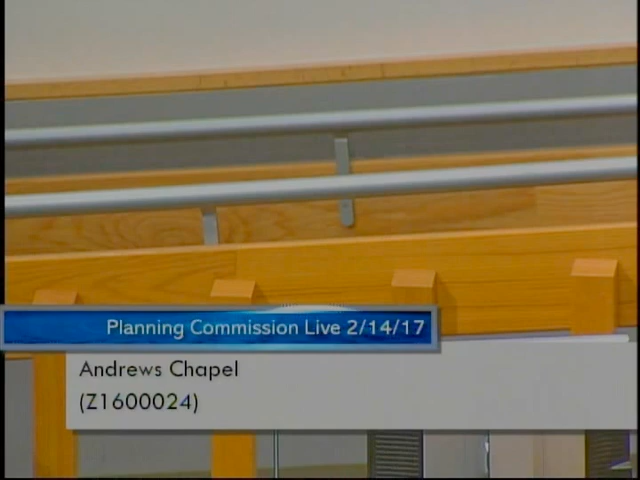 Planning Commission Live 2/14/17
Andrews Chapel
(Z1600024)